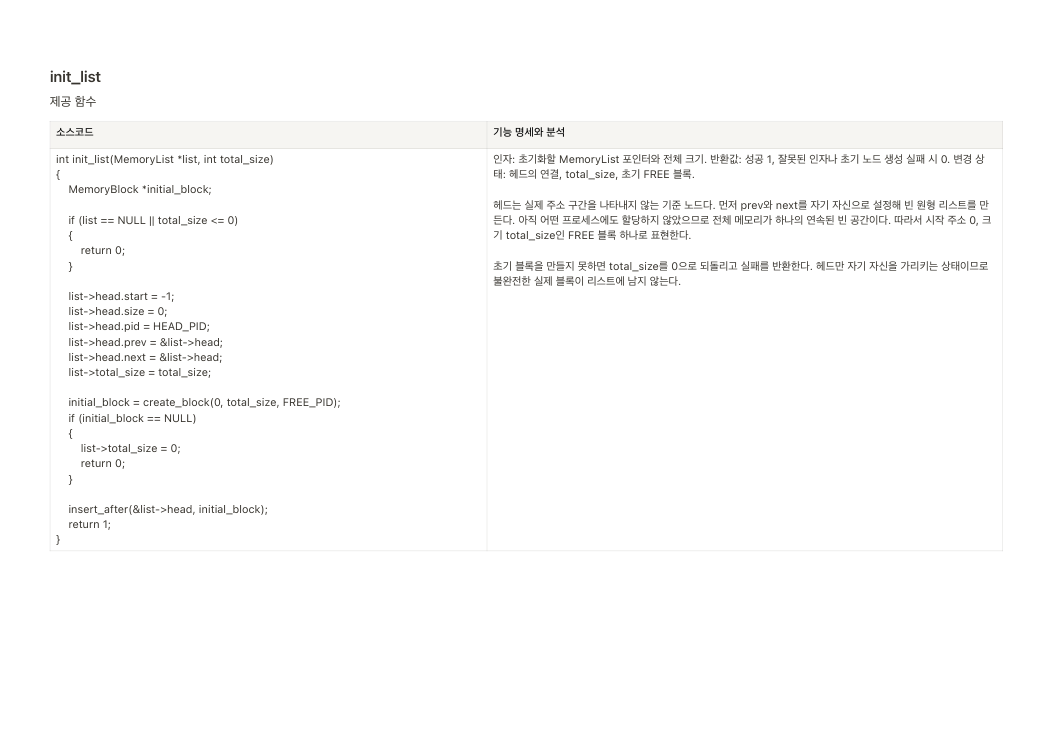 init_list
제공 함수
소스코드
기능 명세와 분석
int init_list(MemoryList *list, int total_size)
{
    MemoryBlock *initial_block;

    if (list == NULL || total_size <= 0)
    {
        return 0;
    }

    list->head.start = -1;
    list->head.size = 0;
    list->head.pid = HEAD_PID;
    list->head.prev = &list->head;
    list->head.next = &list->head;
    list->total_size = total_size;

    initial_block = create_block(0, total_size, FREE_PID);
    if (initial_block == NULL)
    {
        list->total_size = 0;
        return 0;
    }

    insert_after(&list->head, initial_block);
    return 1;
}
인자: 초기화할 MemoryList 포인터와 전체 크기. 반환값: 성공 1, 잘못된 인자나 초기 노드 생성 실패 시 0. 변경 상
태: 헤드의 연결, total_size, 초기 FREE 블록.

헤드는 실제 주소 구간을 나타내지 않는 기준 노드다. 먼저 prev와 next를 자기 자신으로 설정해 빈 원형 리스트를 만
든다. 아직 어떤 프로세스에도 할당하지 않았으므로 전체 메모리가 하나의 연속된 빈 공간이다. 따라서 시작 주소 0, 크
기 total_size인 FREE 블록 하나로 표현한다.

초기 블록을 만들지 못하면 total_size를 0으로 되돌리고 실패를 반환한다. 헤드만 자기 자신을 가리키는 상태이므로
불완전한 실제 블록이 리스트에 남지 않는다.